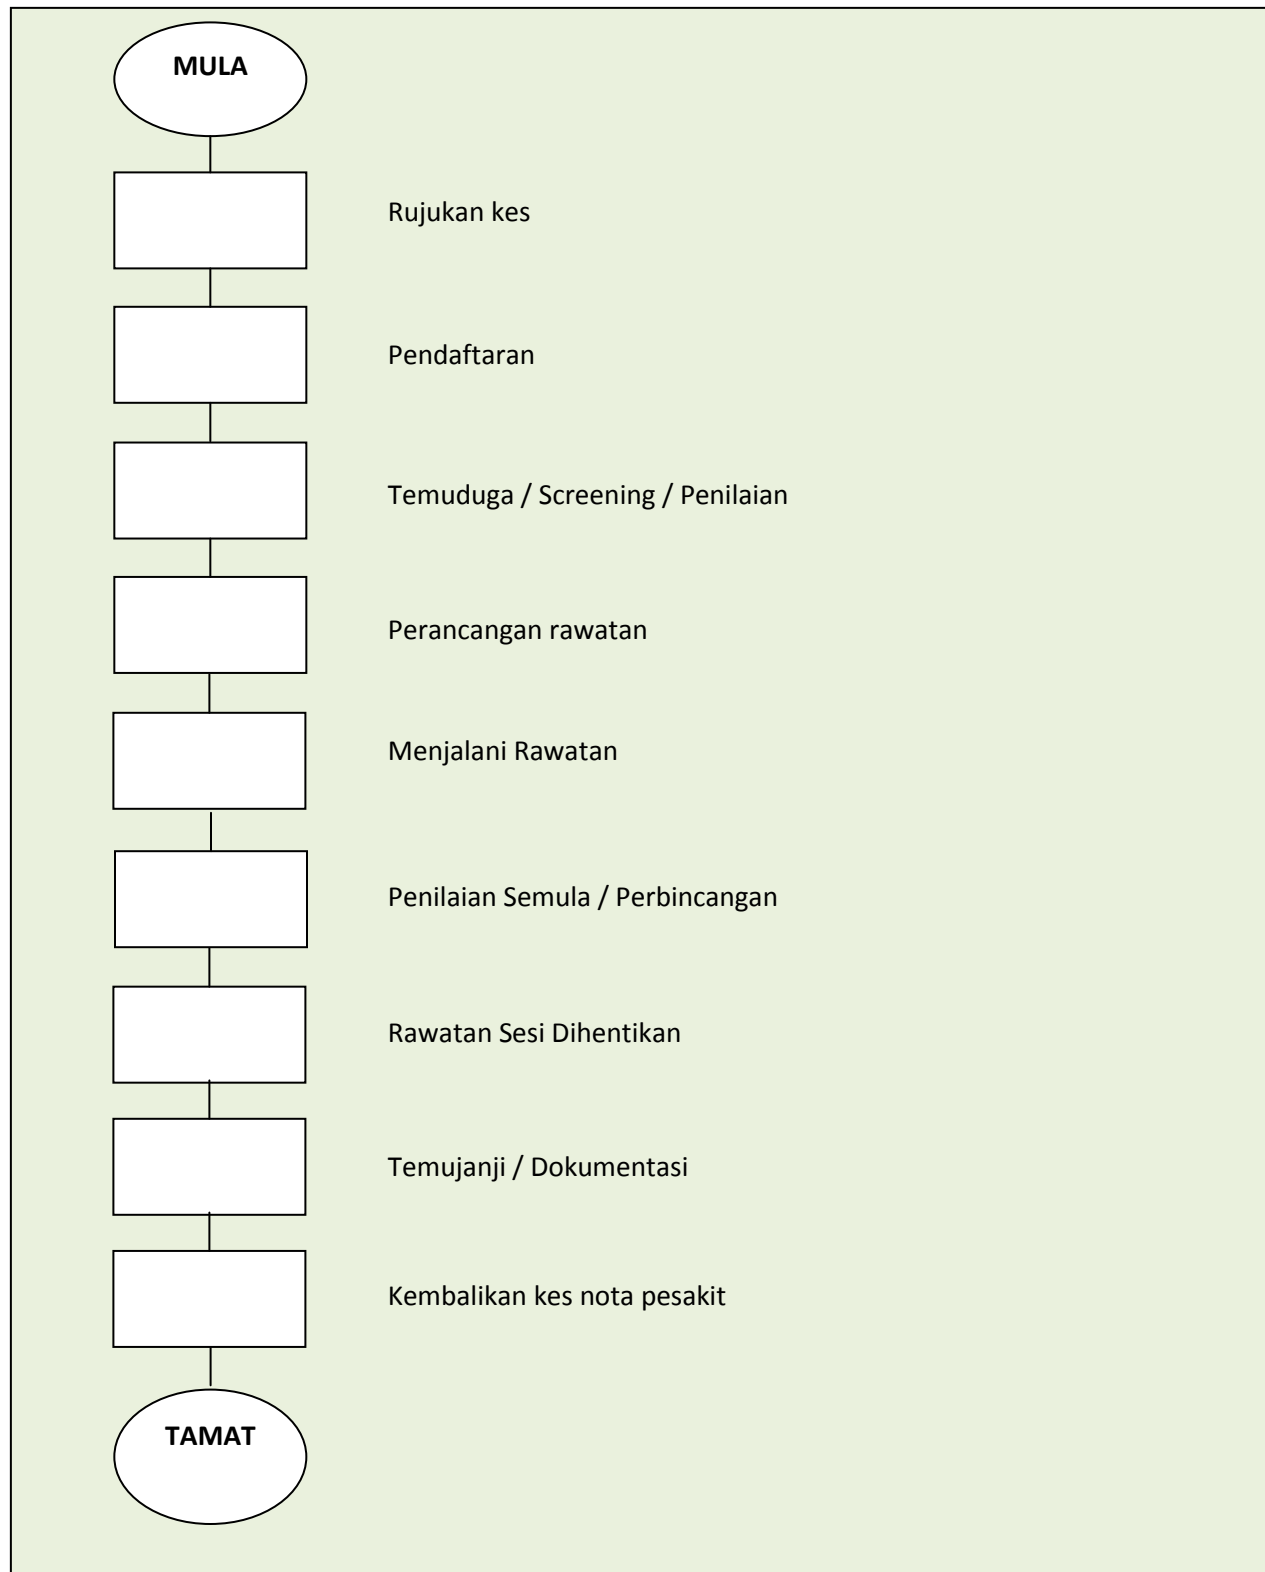 MULA
Rujukan kes
Pendaftaran
Temuduga / Screening / Penilaian
Perancangan rawatan
Menjalani Rawatan
Penilaian Semula / Perbincangan
Rawatan Sesi Dihentikan
Temujanji / Dokumentasi
Kembalikan kes nota pesakit
TAMAT